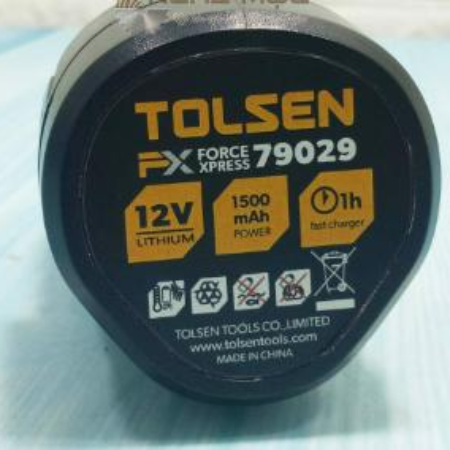 TOLSEN
FX FORCE XPRESS 79029
12V
LITHIUM
1500
mAh
POWER
1h
fast charger
TOLSEN TOOLS CO.,LIMITED
www.tolsentools.com
MADE IN CHINA